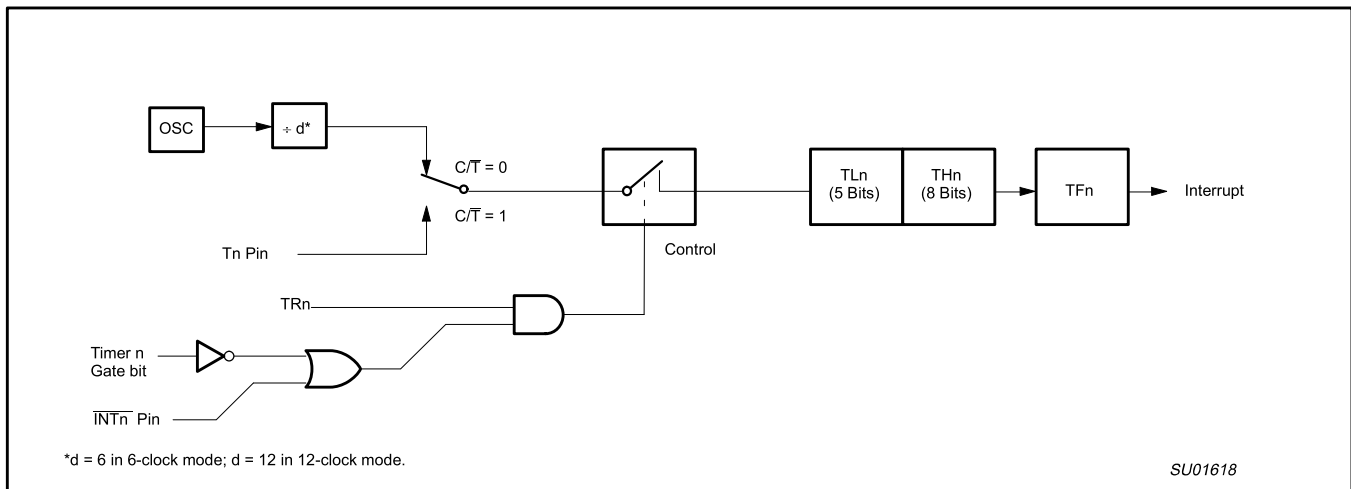 OSC
÷ d*
C/T̅ = 0
C/T̅ = 1
Tn Pin
TRn
Timer n
Gate bit
I̅N̅T̅n̅ Pin
Control
TLn
(5 Bits)
THn
(8 Bits)
TFn
Interrupt
*d = 6 in 6-clock mode; d = 12 in 12-clock mode.
SU01618